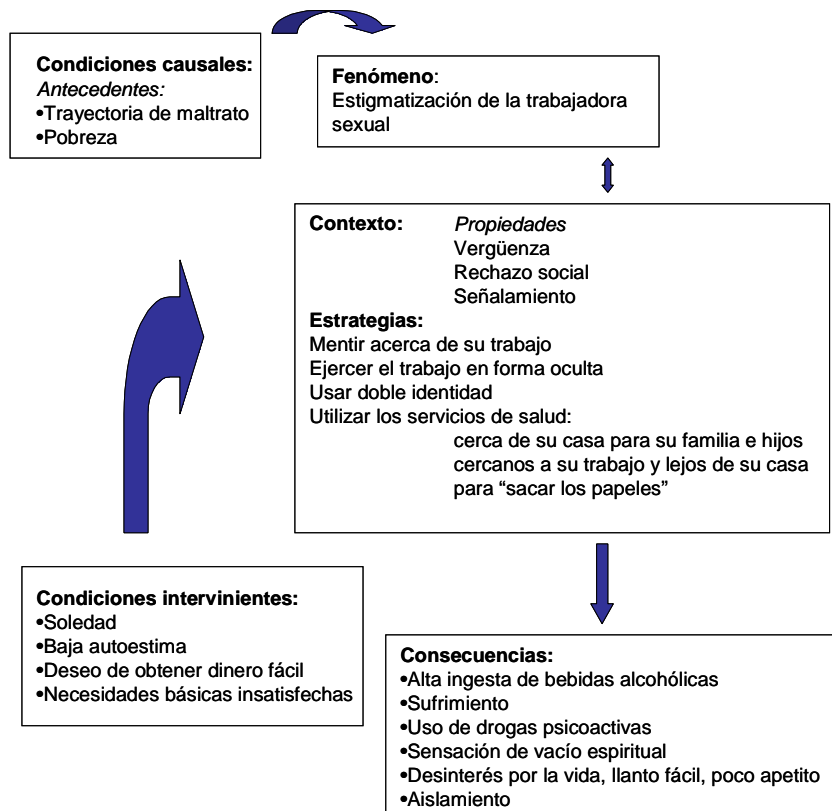 Condiciones causales:
Antecedentes:
•Trayectoria de maltrato
•Pobreza
Fenómeno:
Estigmatización de la trabajadora
sexual
Contexto: Propiedades
Vergüenza
Rechazo social
Señalamiento
Estrategias:
Mentir acerca de su trabajo
Ejercer el trabajo en forma oculta
Usar doble identidad
Utilizar los servicios de salud:
cerca de su casa para su familia e hijos
cercanos a su trabajo y lejos de su casa
para “sacar los papeles”
Condiciones intervinientes:
•Soledad
•Baja autoestima
•Deseo de obtener dinero fácil
•Necesidades básicas insatisfechas
Consecuencias:
•Alta ingesta de bebidas alcohólicas
•Sufrimiento
•Uso de drogas psicoactivas
•Sensación de vacío espiritual
•Desinterés por la vida, llanto fácil, poco apetito
•Aislamiento